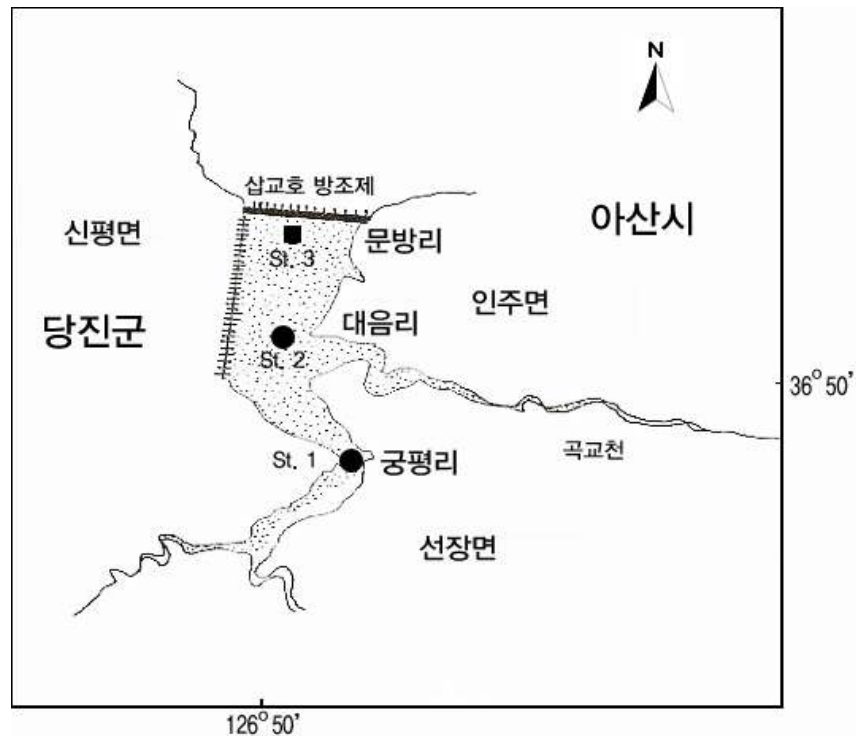 N
삽교호 방조제
아산시
신평면
문방리
St. 3
인주면
대음리
당진군
St. 2
36° 50'
곡교천
St. 1
궁평리
선장면
126° 50'